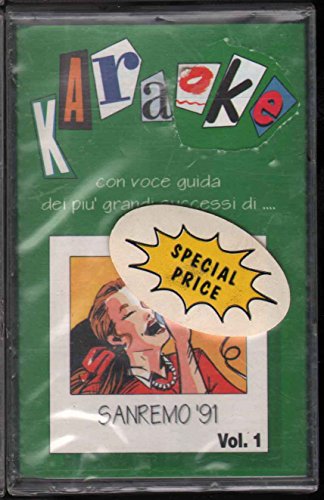 KaraoKe
con voce guida
dei piu' grandi successi di ....
SPECIAL
PRICE
SANREMO '91
Vol. 1